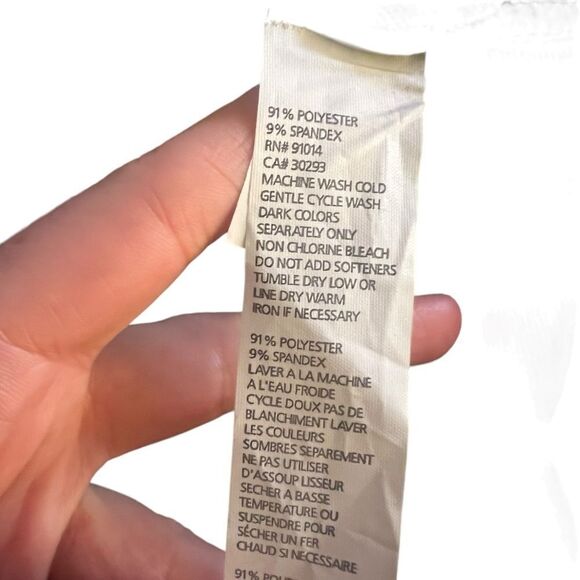 91% POLYESTER
9% SPANDEX
RN# 91014
CA# 30293
MACHINE WASH COLD
GENTLE CYCLE WASH
DARK COLORS
SEPARATELY ONLY
NON CHLORINE BLEACH
DO NOT ADD SOFTENERS
TUMBLE DRY LOW OR
LINE DRY WARM
IRON IF NECESSARY
91% POLYESTER
9% SPANDEX
LAVER A LA MACHINE
A L'EAU FROIDE
CYCLE DOUX PAS DE
BLANCHIMENT LAVER
LES COULEURS
SOMBRES SEPAREMENT
NE PAS UTILISER
D'ASSOUP LISSEUR
SECHER A BASSE
TEMPERATURE OU
SUSPENDRE POUR
SÉCHER UN FER
CHAUD SI NECESSAIRE
91%